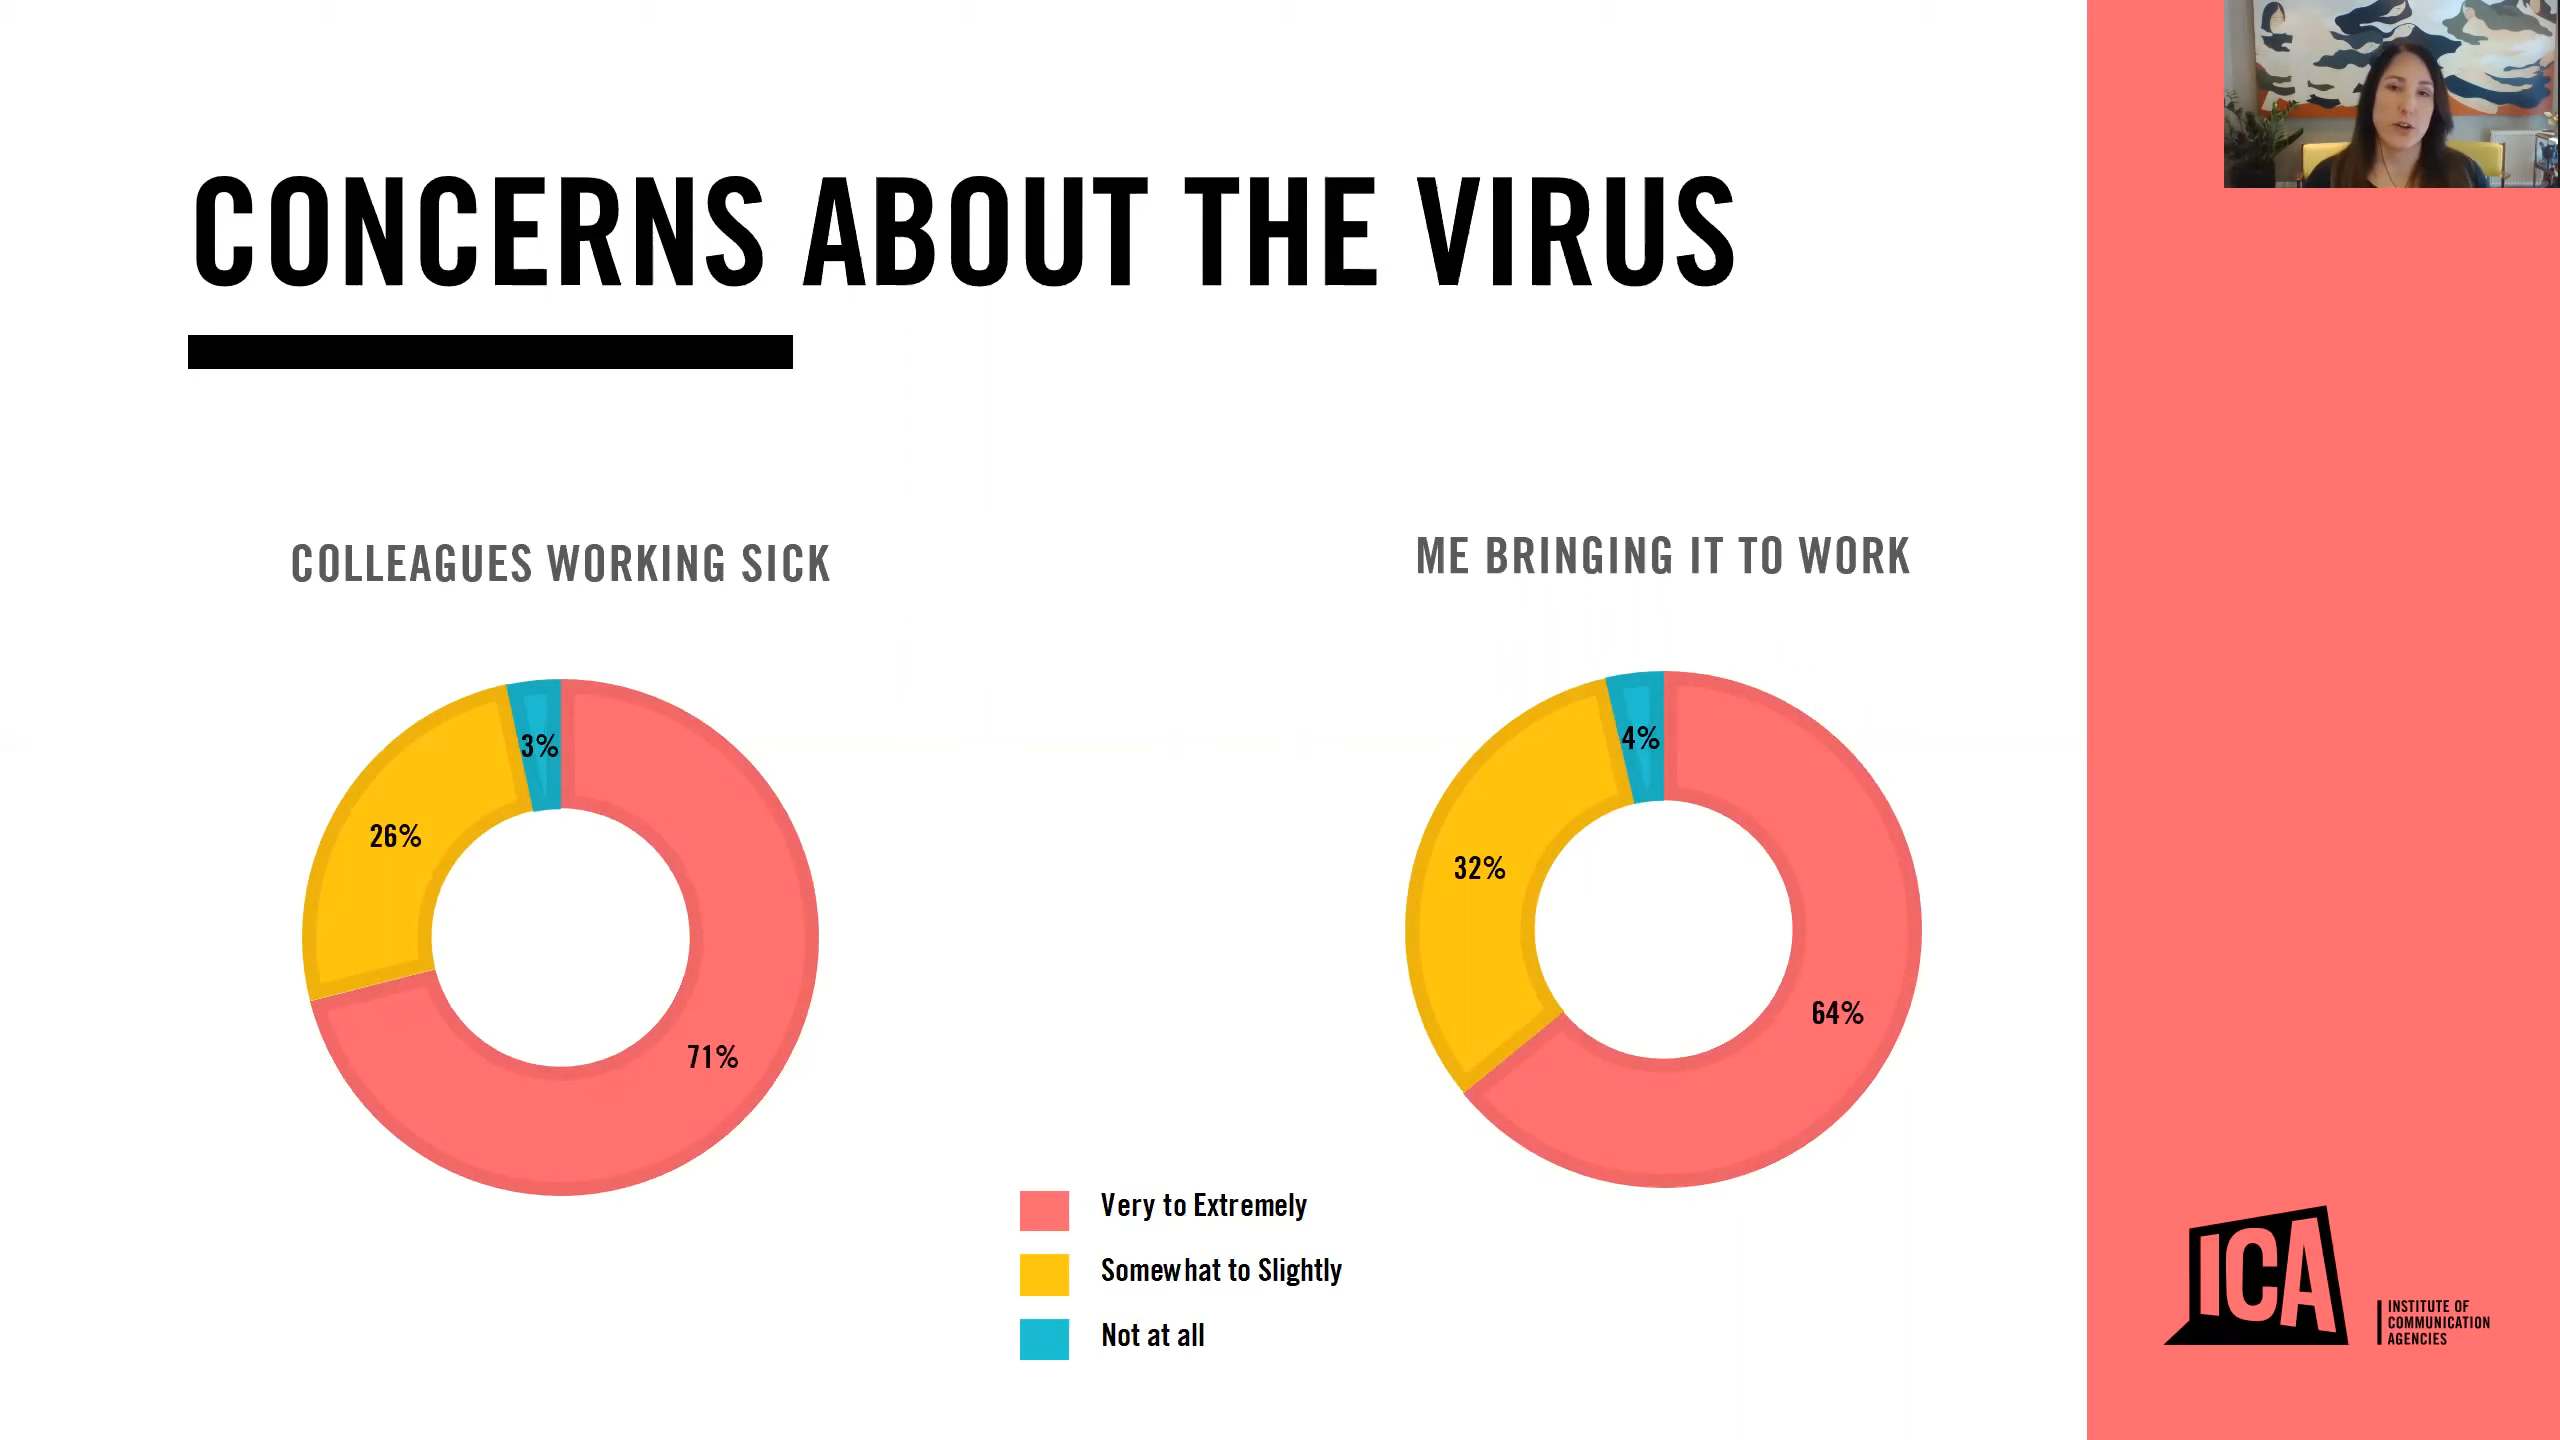 CONCERNS ABOUT THE VIRUS
COLLEAGUES WORKING SICK
3%
26%
71%
ME BRINGING IT TO WORK
4%
32%
64%
Very to Extremely
Somewhat to Slightly
Not at all
ICA
INSTITUTE OF
COMMUNICATION
AGENCIES